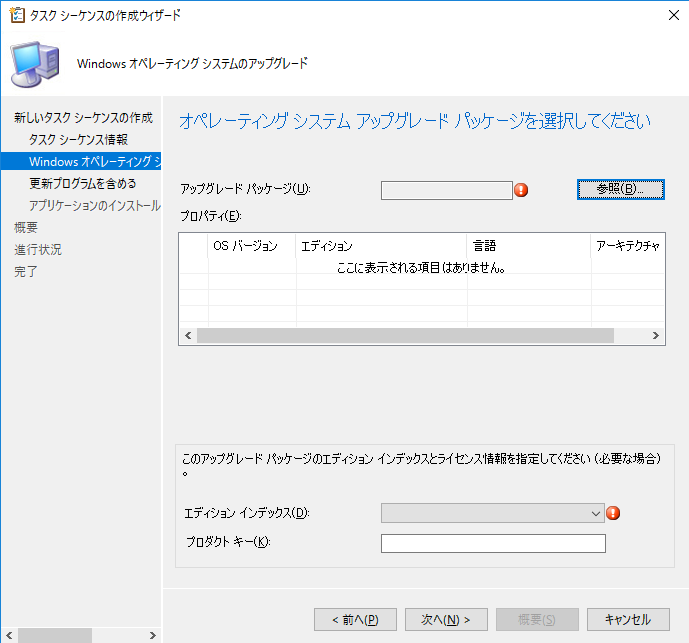 タスク シーケンスの作成ウィザード
Windows オペレーティング システムのアップグレード
新しいタスク シーケンスの作成
タスク シーケンス情報
Windows オペレーティング シ
更新プログラムを含める
アプリケーションのインストール
概要
進行状況
完了
オペレーティング システム アップグレード パッケージを選択してください
アップグレード パッケージ(U):
参照(B)...
プロパティ(E):
OS バージョン エディション 言語 アーキテクチャ
ここに表示される項目はありません。
このアップグレード パッケージのエディション インデックスとライセンス情報を指定してください (必要な場合)
。
エディション インデックス(D):
プロダクト キー(K):
< 前へ(P) 次へ(N) > 概要(S) キャンセル